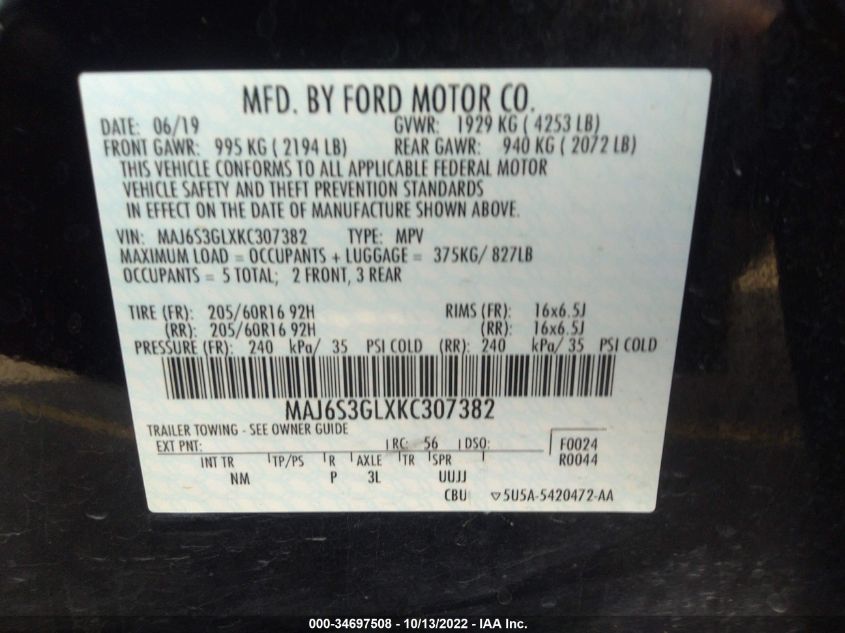 MFD. BY FORD MOTOR CO.
DATE: 06/19 GVWR: 1929 KG ( 4253 LB)
FRONT GAWR: 995 KG ( 2194 LB) REAR GAWR: 940 KG ( 2072 LB)
THIS VEHICLE CONFORMS TO ALL APPLICABLE FEDERAL MOTOR
VEHICLE SAFETY AND THEFT PREVENTION STANDARDS
IN EFFECT ON THE DATE OF MANUFACTURE SHOWN ABOVE.
VIN: MAJ6S3GLXKC307382 TYPE: MPV
MAXIMUM LOAD = OCCUPANTS + LUGGAGE = 375KG/ 827LB
OCCUPANTS = 5 TOTAL; 2 FRONT, 3 REAR
TIRE (FR): 205/60R16 92H RIMS (FR): 16x6.5J
(RR): 205/60R16 92H (RR): 16x6.5J
PRESSURE (FR): 240 kPa/ 35 PSI COLD (RR): 240 kPa/ 35 PSI COLD
MAJ6S3GLXKC307382
TRAILER TOWING - SEE OWNER GUIDE
EXT PNT: RC: 56 DSO: F0024
INT TR TP/PS R AXLE TR SPR R0044
NM P 3L UUJJ
CBU ▽5U5A-5420472-AA
000-34697508 - 10/13/2022 - IAA Inc.